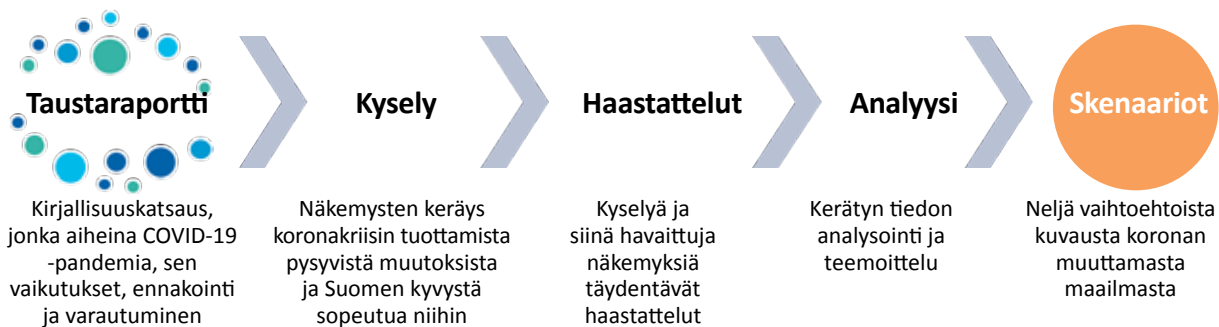 Taustaraportti
Kysely
Haastattelut
Analyysi
Skenaariot
Kirjallisuuskatsaus,
jonka aiheina COVID-19
-pandemia, sen
vaikutukset, ennakointi
ja varautuminen
Näkemysten keräys
koronakriisin tuottamista
pysyvistä muutoksista
ja Suomen kyvystä
sopeutua niihin
Kyselyä ja
siinä havaittuja
näkemyksiä
täydentävät
haastattelut
Kerätyn tiedon
analysointi ja
teemoittelu
Neljä vaihtoehtoista
kuvausta koronan
muuttamasta
maailmasta